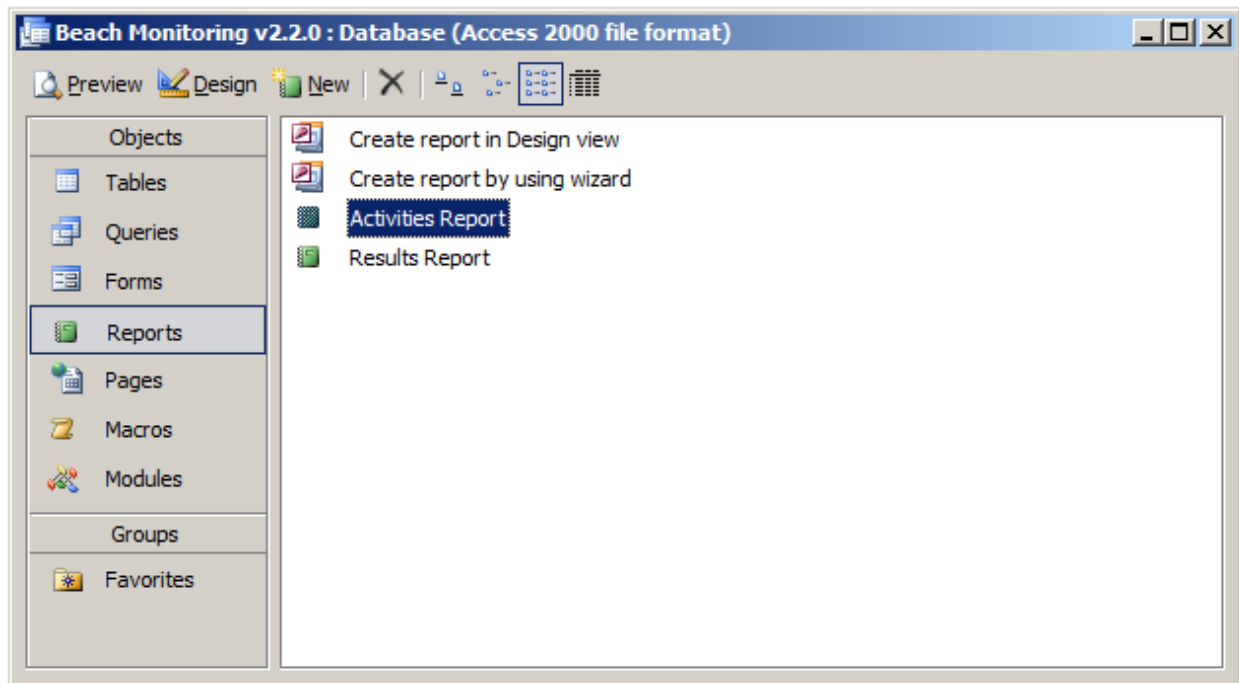 Beach Monitoring v2.2.0 : Database (Access 2000 file format)
Preview Design New
Objects
Tables
Queries
Forms
Reports
Pages
Macros
Modules
Groups
Favorites
Create report in Design view
Create report by using wizard
Activities Report
Results Report